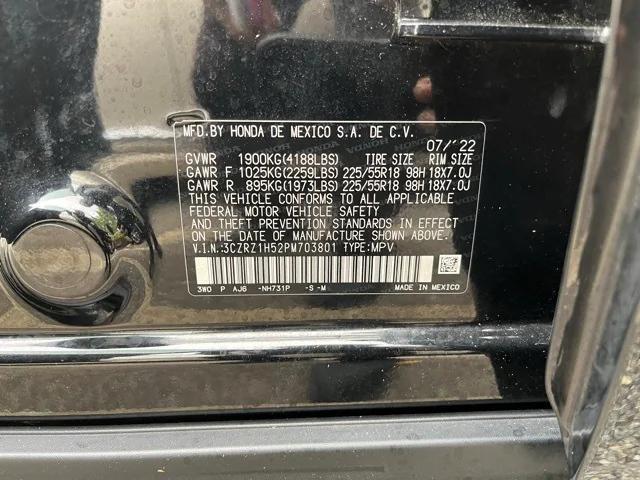 MFD.BY HONDA DE MEXICO S.A. DE C.V.
07/'22
GVWR 1900KG(4188LBS) TIRE SIZE RIM SIZE
GAWR F 1025KG(2259LBS) 225/55R18 98H 18X7.0J
GAWR R 895KG(1973LBS) 225/55R18 98H 18X7.0J
THIS VEHICLE CONFORMS TO ALL APPLICABLE
FEDERAL MOTOR VEHICLE SAFETY
AND THEFT PREVENTION STANDARDS IN EFFECT
ON THE DATE OF MANUFACTURE SHOWN ABOVE.
V.I.N.:3CZRZ1H52PM703801 TYPE:MPV
3W0 P AJ6 -NH731P -S -M MADE IN MEXICO